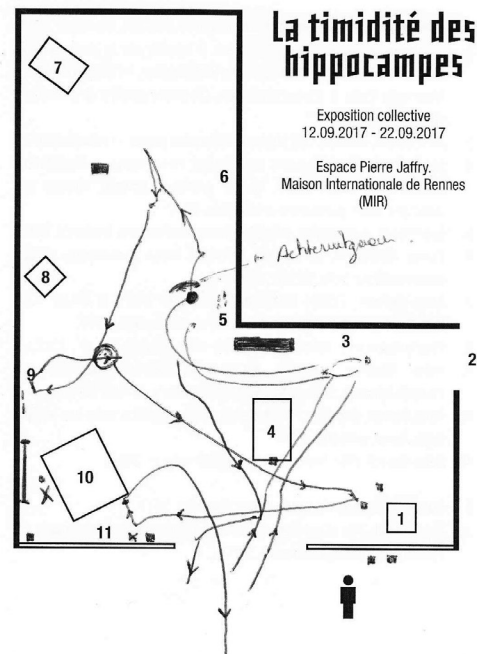 La timidité des
hippocampes
Exposition collective
12.09.2017 - 22.09.2017
Espace Pierre Jaffry.
Maison Internationale de Rennes
(MIR)
7
6
8
5
3
2
9
4
10
1
11